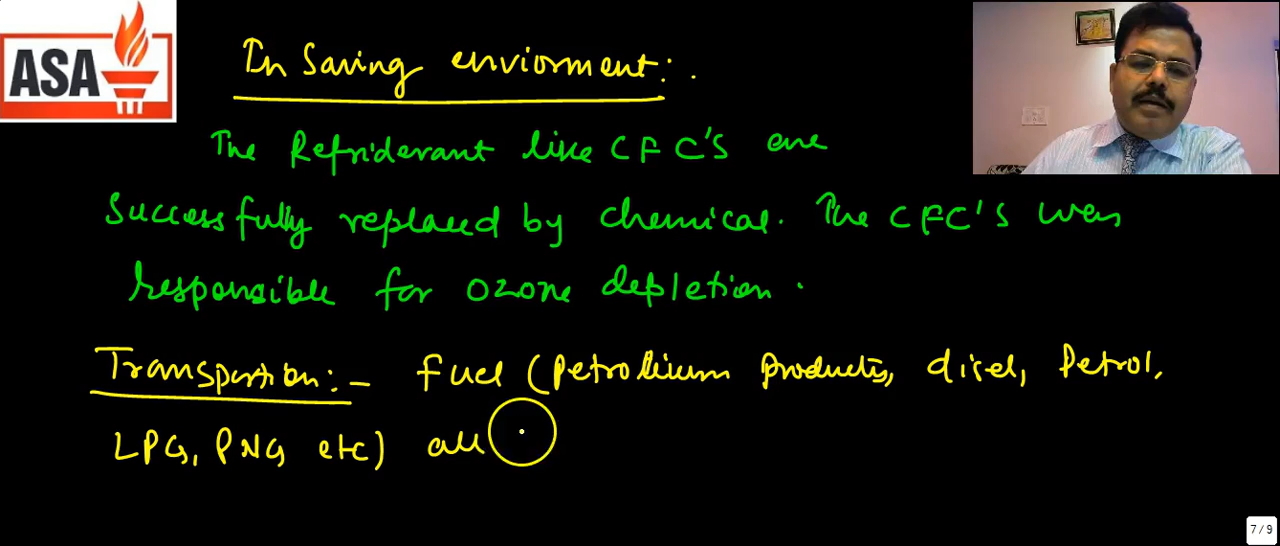 ASA
In Saving enviorment:.
The Refriderant like CFC's are
Successfully replaced by chemical. The CFC's were
responsible for Ozone depletion.
Transpertion:- Fuel (Petrolium products, disel, Petrol,
LPG, PNG etc) all
7/9